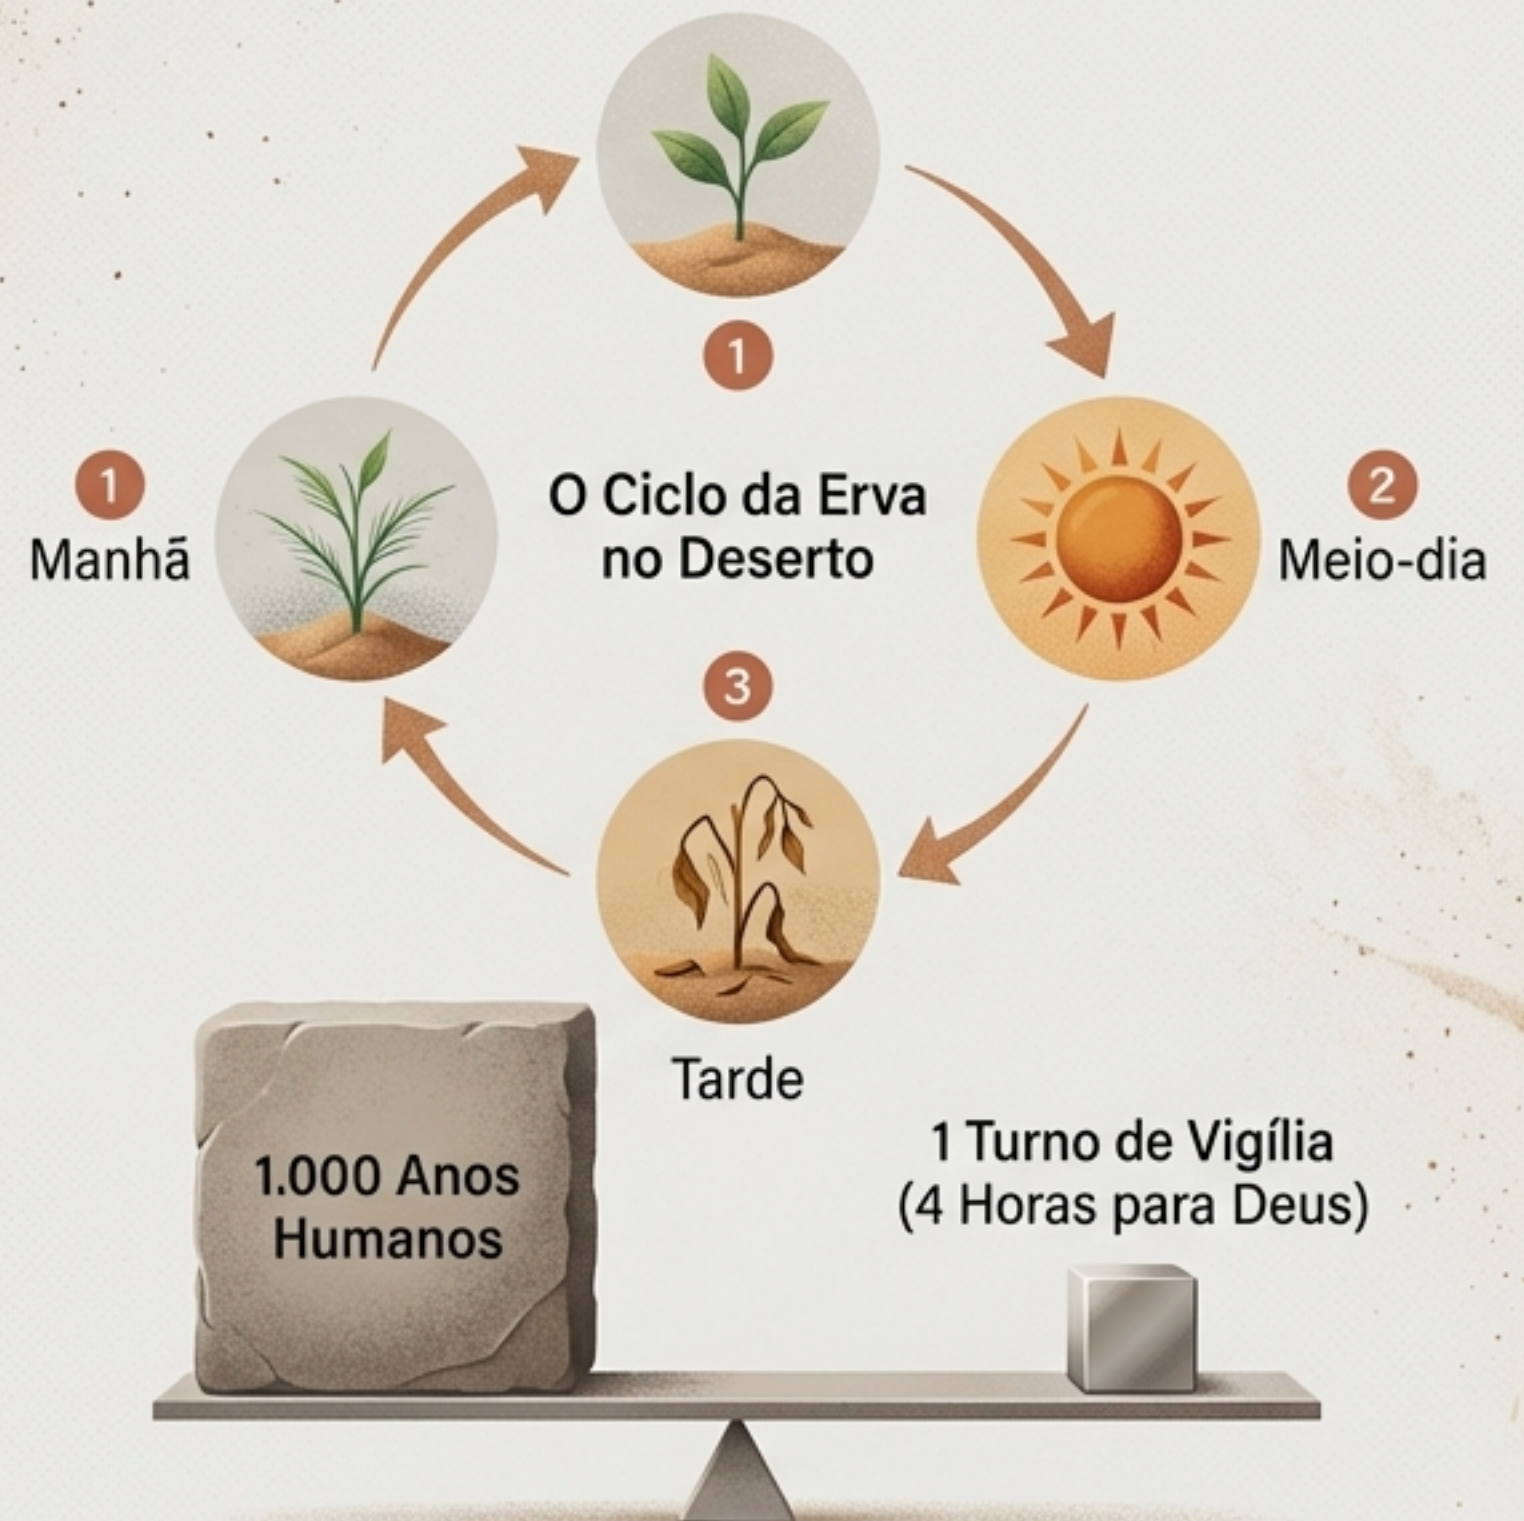 1
1
Manhã
O Ciclo da Erva
no Deserto
2
Meio-dia
3
Tarde
1.000 Anos
Humanos
1 Turno de Vigília
(4 Horas para Deus)